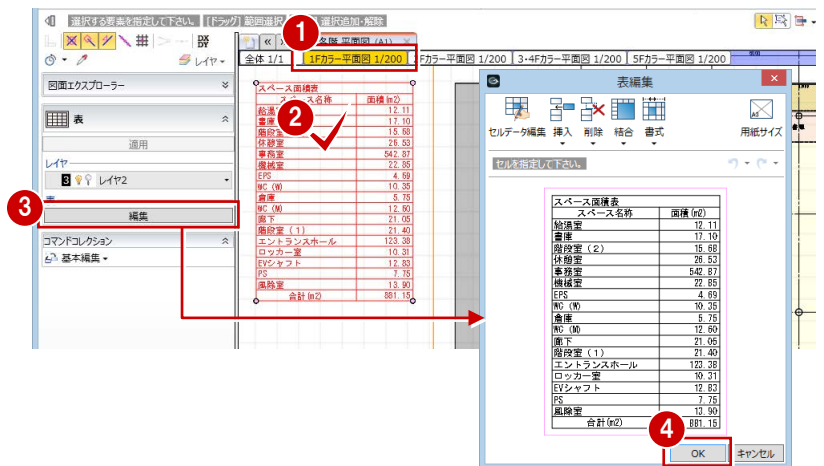 選択する要素を指定して下さい。 [ドラッグ] 範囲選択 選択追加・解除
レイヤ
1
各階 平面図 (A1)
全体 1/1 1Fカラー平面図 1/200 Fカラー平面図 1/200 3・4Fカラー平面図 1/200 5Fカラー平面図 1/200
図面エクスプローラー
表
適用
レイヤ
3 レイヤ2
表
3
編集
コマンドコレクション
基本編集
2
スペース面積表
スペース名称 面積(m2)
給湯 12.11
書庫 17.10
階段室 15.68
休憩室 26.53
事務室 542.87
機械室 22.85
EPS 4.69
WC (W) 10.35
倉庫 5.75
WC (M) 12.60
廊下 21.05
階段室(1) 21.40
エントランスホール 123.38
ロッカー室 10.31
EVシャフト 12.83
PS 7.75
風除室 13.90
合計(m2) 881.15
表編集
セルデータ編集 挿入 削除 結合 書式 用紙サイズ
セルを指定して下さい。
スペース面積表
スペース名称 面積(m2)
給湯室 12.11
書庫 17.10
階段室(2) 15.68
休憩室 26.53
事務室 542.87
機械室 22.85
EPS 4.69
WC (W) 10.35
倉庫 5.75
WC (M) 12.60
廊下 21.05
階段室(1) 21.40
エントランスホール 123.38
ロッカー室 10.31
EVシャフト 12.83
PS 7.75
風除室 13.90
合計(m2) 881.15
4
OK キャンセル